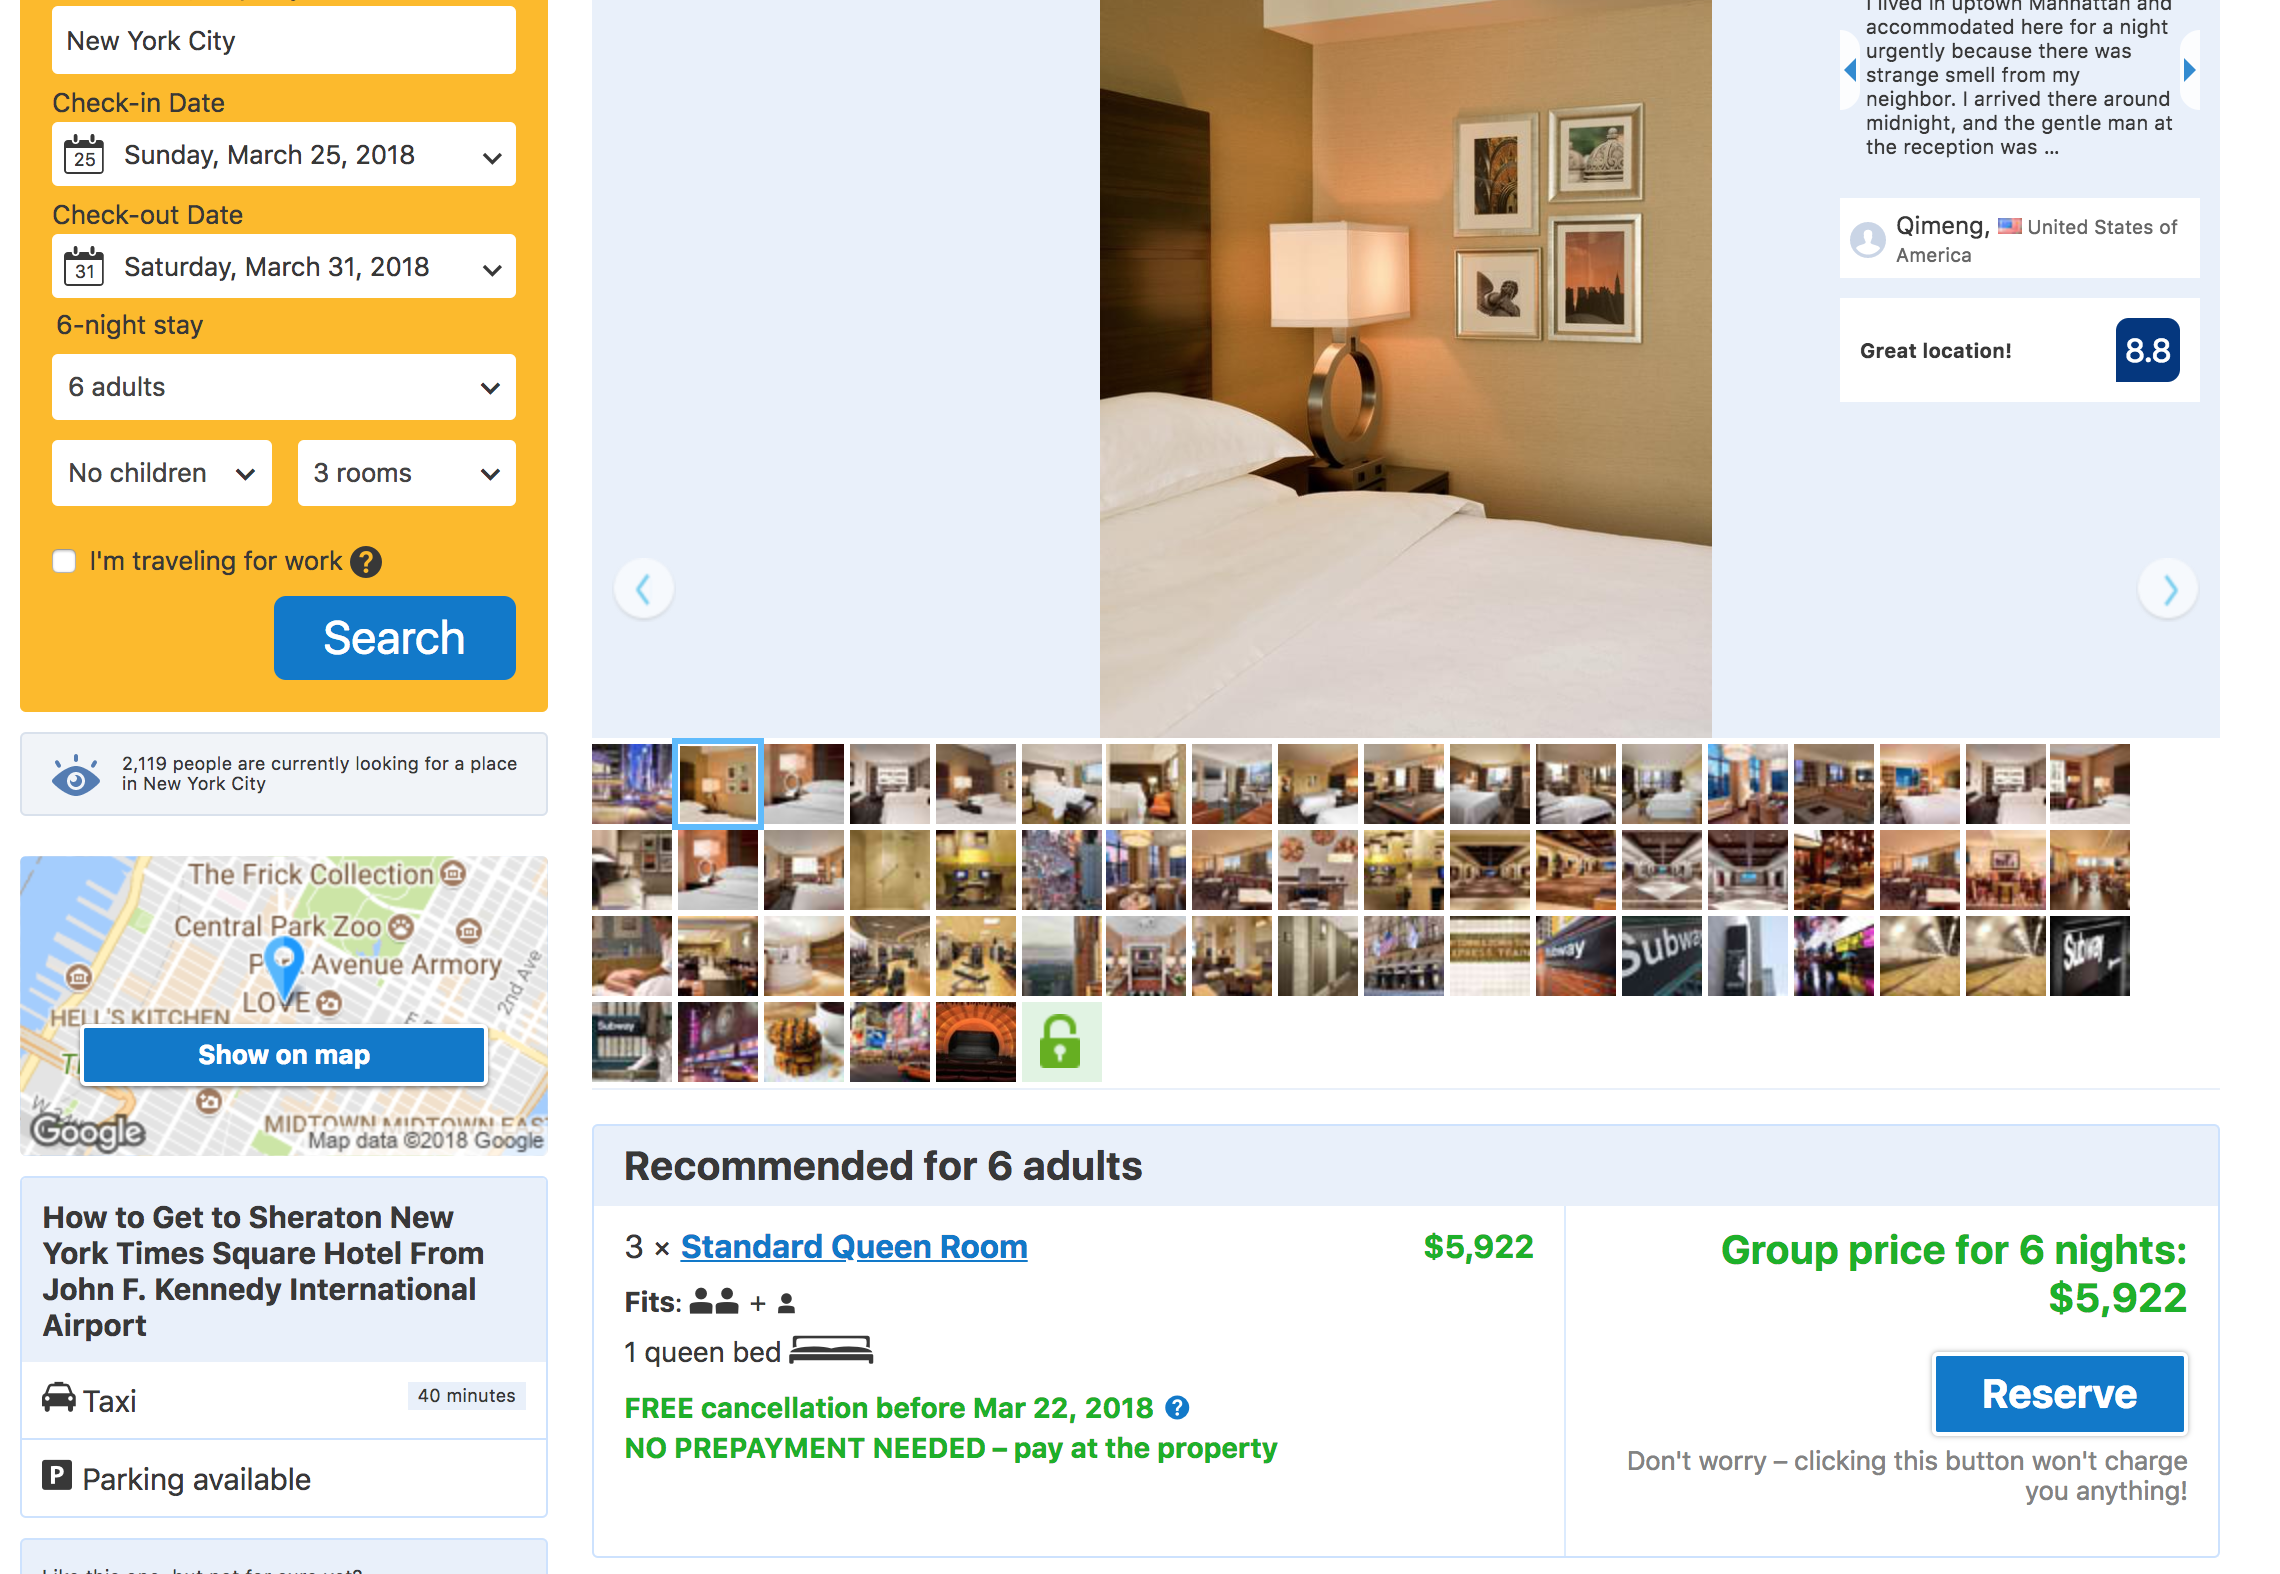 New York City
Check-in Date
25
Sunday, March 25, 2018
Check-out Date
31
Saturday, March 31, 2018
6-night stay
6 adults
No children
3 rooms
I'm traveling for work ?
Search
2,119 people are currently looking for a place
in New York City
The Frick Collection
Central Park Zoo
Avenue Armory
LOVE
2nd Ave
HELL'S KITCHEN
Show on map
MIDTOWN
MIDTOWN EAS
Google
Map data ©2018 Google
How to Get to Sheraton New
York Times Square Hotel From
John F. Kennedy International
Airport
Taxi
40 minutes
P Parking available
I lived in uptown Manhattan and
accommodated here for a night
urgently because there was
strange smell from my
neighbor. I arrived there around
midnight, and the gentle man at
the reception was ...
Qimeng, United States of
America
Great location!
8.8
Subway
Subway
Subway
Recommended for 6 adults
3 × Standard Queen Room
$5,922
Fits: +
1 queen bed
FREE cancellation before Mar 22, 2018 ?
NO PREPAYMENT NEEDED – pay at the property
Group price for 6 nights:
$5,922
Reserve
Don't worry – clicking this button won't charge
you anything!